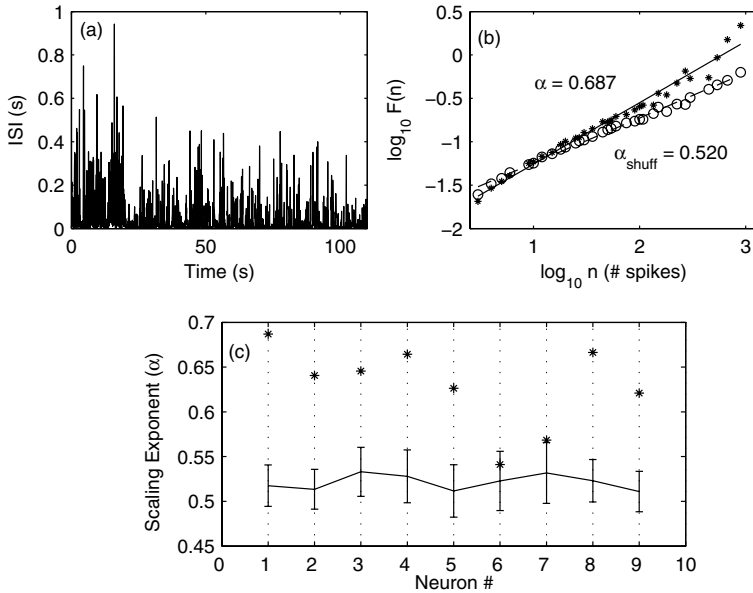 (a)
1
0.8
0.6
0.4
0.2
0
ISI (s)
0 50 100
Time (s)
(b)
0.5
0
−0.5
−1.0
−1.5
−2
log10 F(n)
α = 0.687
αshuff = 0.520
1.0 2.0 3
log10 n (# spikes)
(c)
0.7
0.65
0.6
0.55
0.5
0.45
Scaling Exponent (α)
0 1 2 3 4 5 6 7 8 9 10
Neuron #